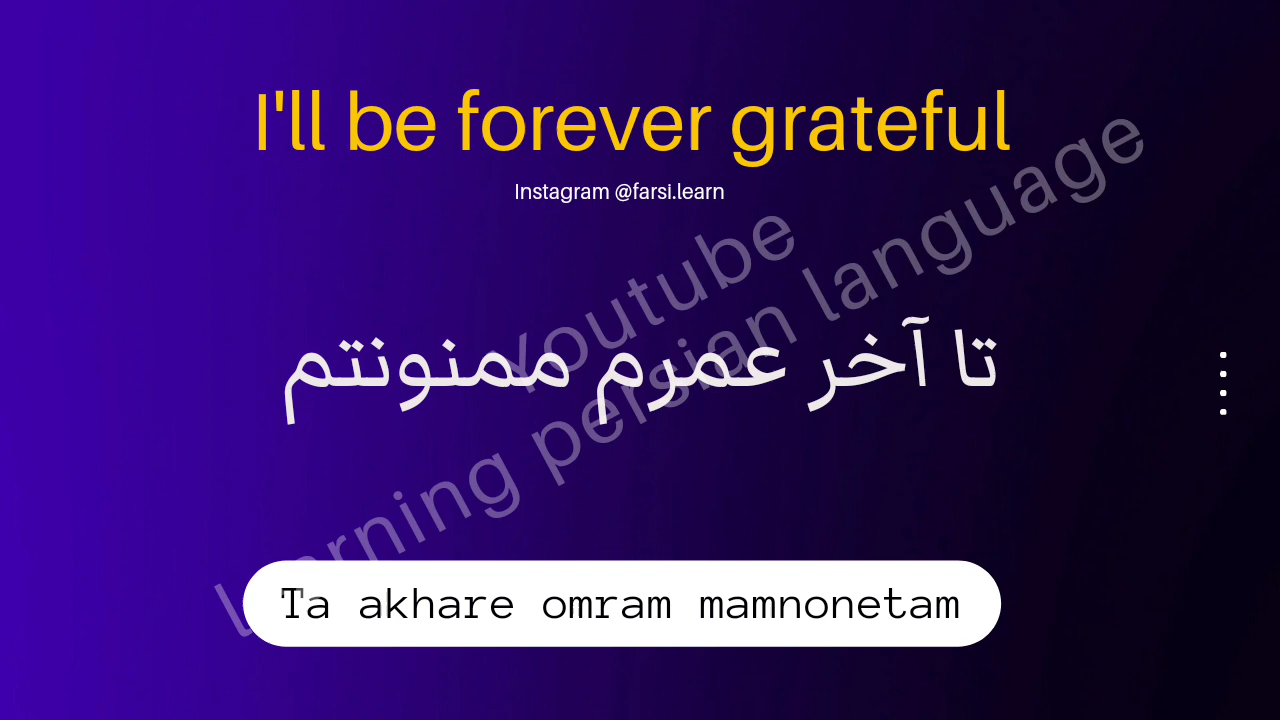 I'll be forever grateful
Instagram @farsi.learn
Youtube
learning persian language
تا آخر عمرم ممنونتم
Ta akhare omram mamnonetam